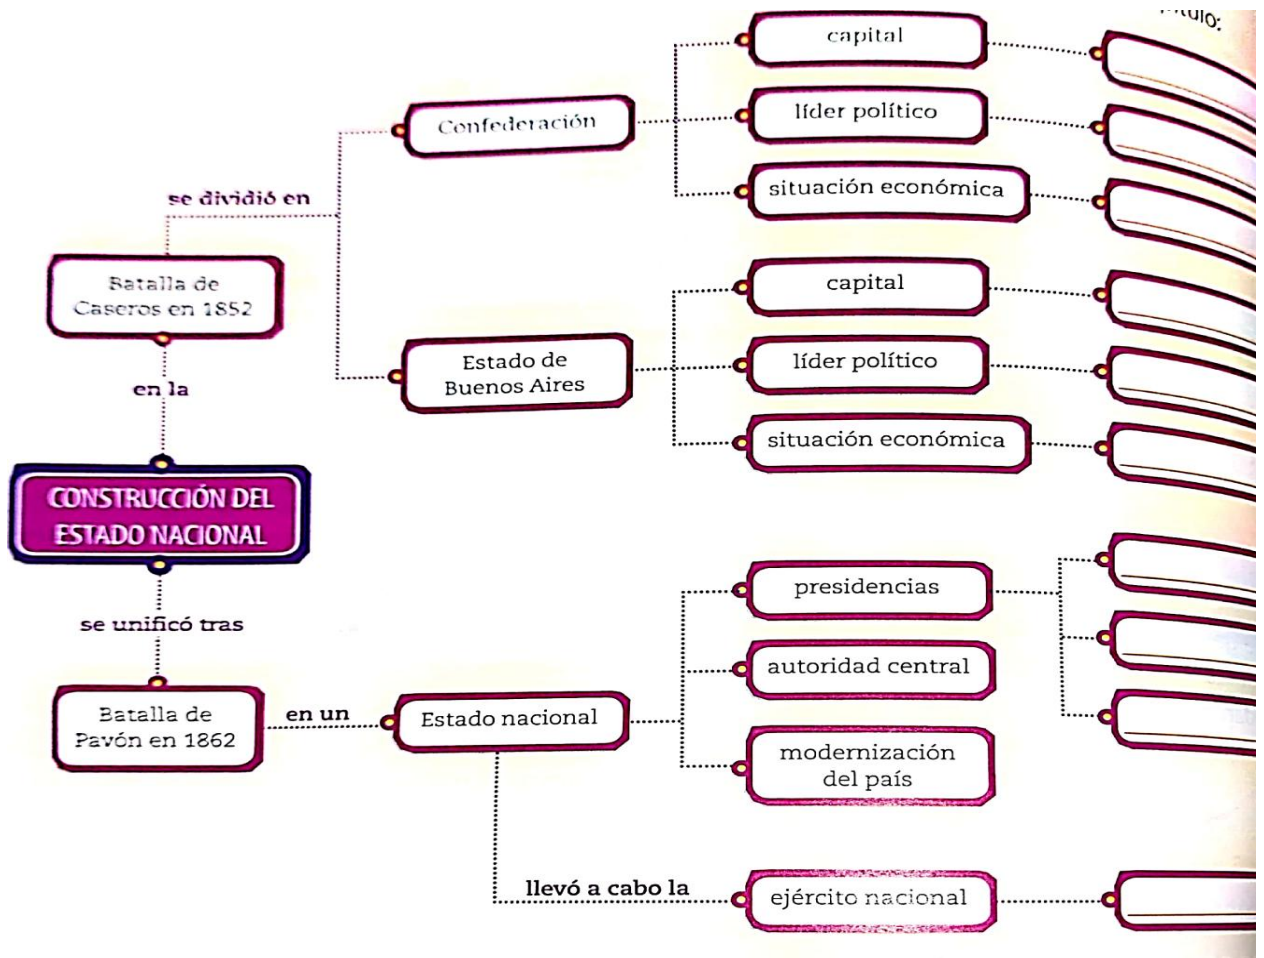 capital
Confederación
líder político
se dividió en
situación económica
Batalla de
Caseros en 1852
capital
Estado de
Buenos Aires
líder político
en la
situación económica
CONSTRUCCIÓN DEL
ESTADO NACIONAL
presidencias
se unificó tras
autoridad central
Batalla de
Pavón en 1862
en un
Estado nacional
modernización
del país
llevó a cabo la
ejército nacional